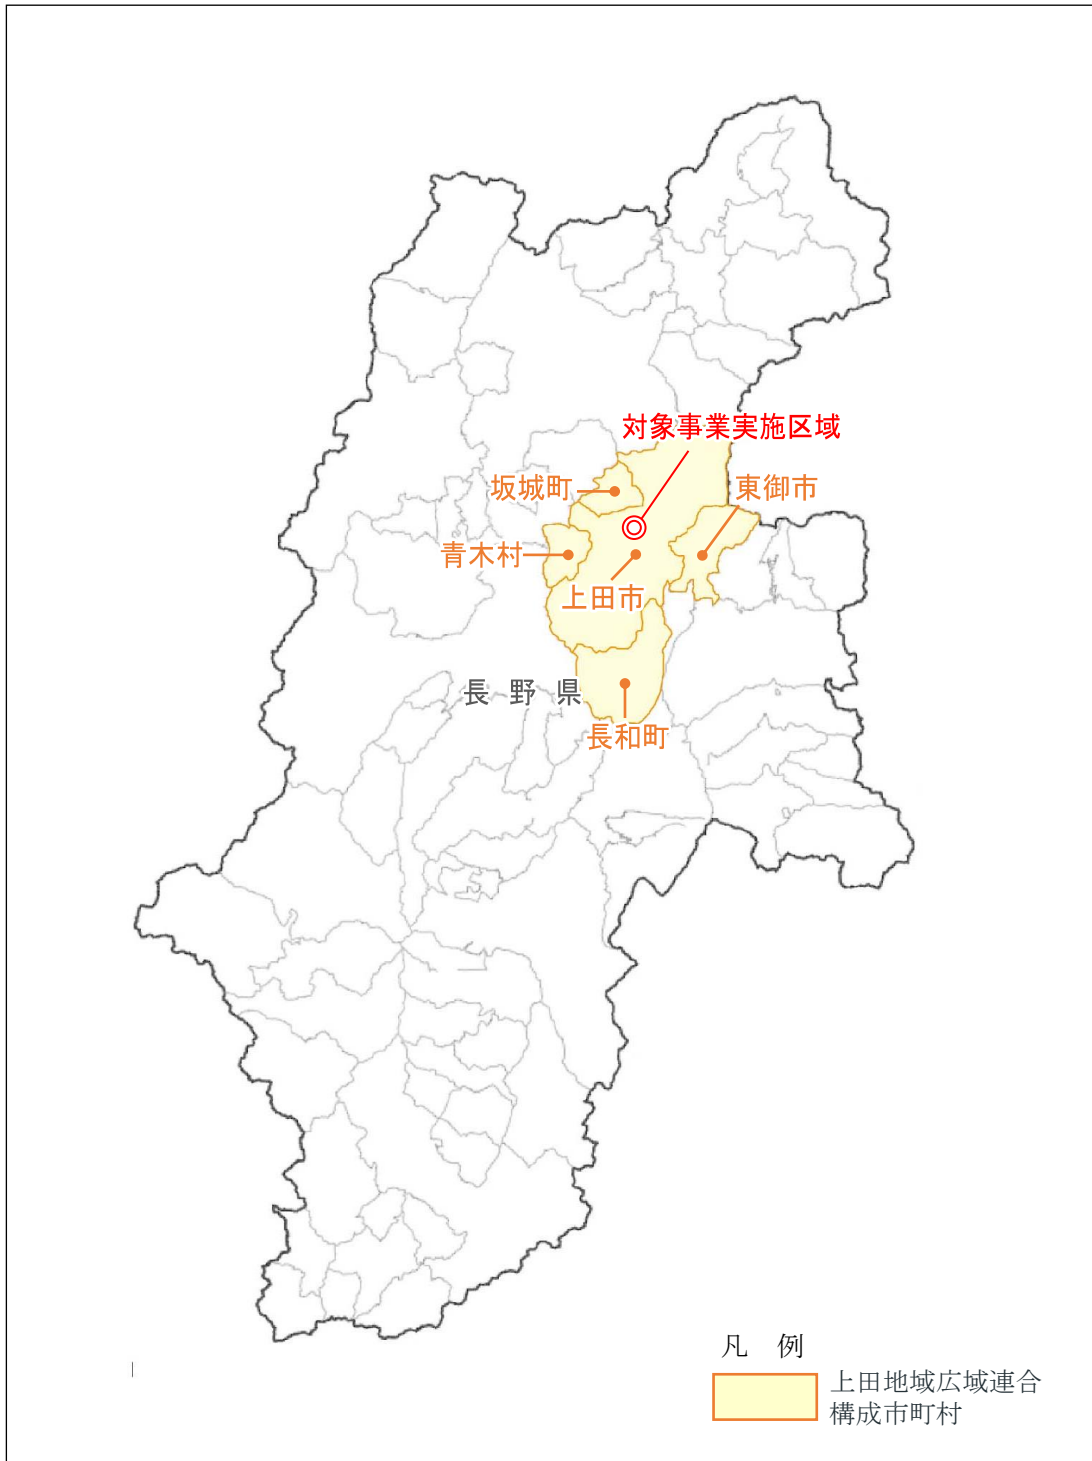 対象事業実施区域
坂城町
東御市
青木村
上田市
長野県
長和町
凡 例
上田地域広域連合
構成市町村